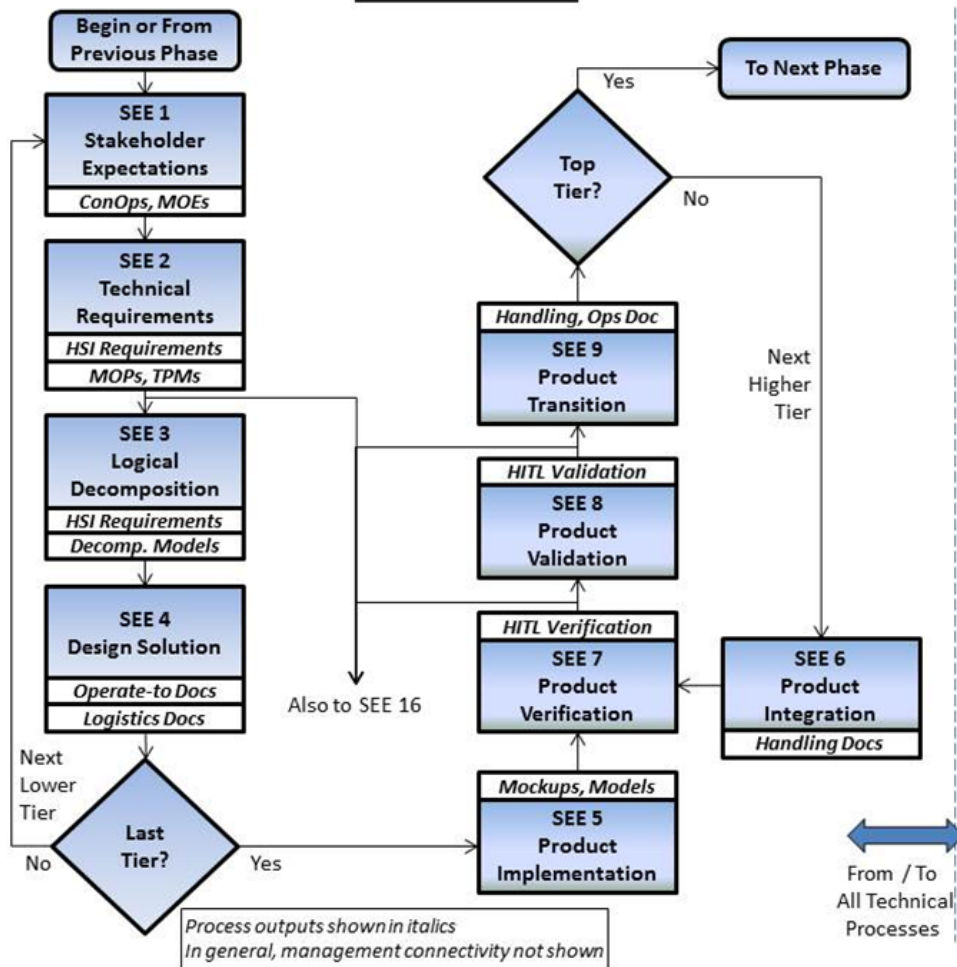 Begin or From
Previous Phase
SEE 1
Stakeholder
Expectations
ConOps, MOEs
SEE 2
Technical
Requirements
HSI Requirements
MOPs, TPMs
SEE 3
Logical
Decomposition
HSI Requirements
Decomp. Models
SEE 4
Design Solution
Operate-to Docs
Logistics Docs
Next
Lower
Tier
Last
Tier?
No
Yes
To Next Phase
Yes
Top
Tier?
No
Handling, Ops Doc
SEE 9
Product
Transition
Next
Higher
Tier
HITL Validation
SEE 8
Product
Validation
HITL Verification
SEE 7
Product
Verification
SEE 6
Product
Integration
Handling Docs
Also to SEE 16
Mockups, Models
SEE 5
Product
Implementation
From / To
All Technical
Processes
Process outputs shown in italics
In general, management connectivity not shown